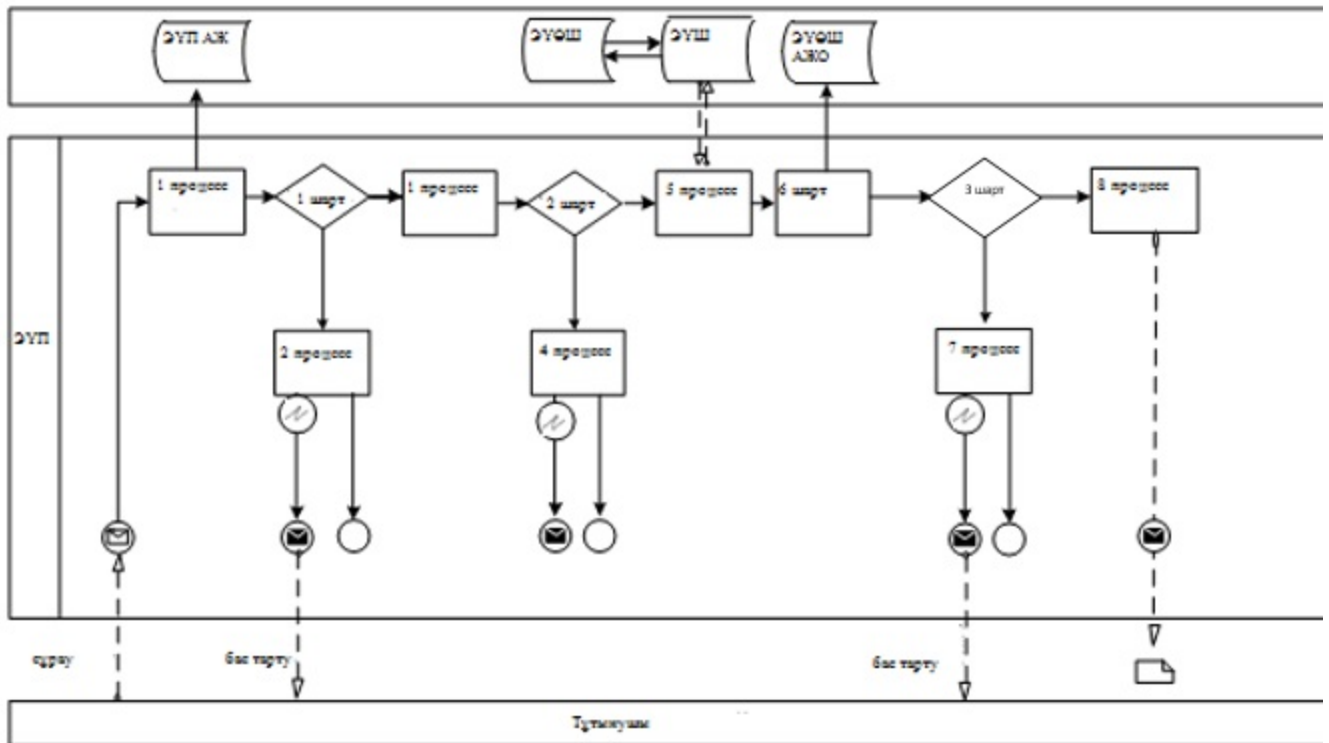 ЭҮП АЖ
ЭҮӨШ
ЭҮШ
ЭҮӨШ
АЖО
1 процесс
1 шарт
1 процесс
2 шарт
5 процесс
6 шарт
3 шарт
8 процесс
ЭҮП
2 процесс
4 процесс
7 процесс
сұрау
бас тарту
бас тарту
Тұтынушы